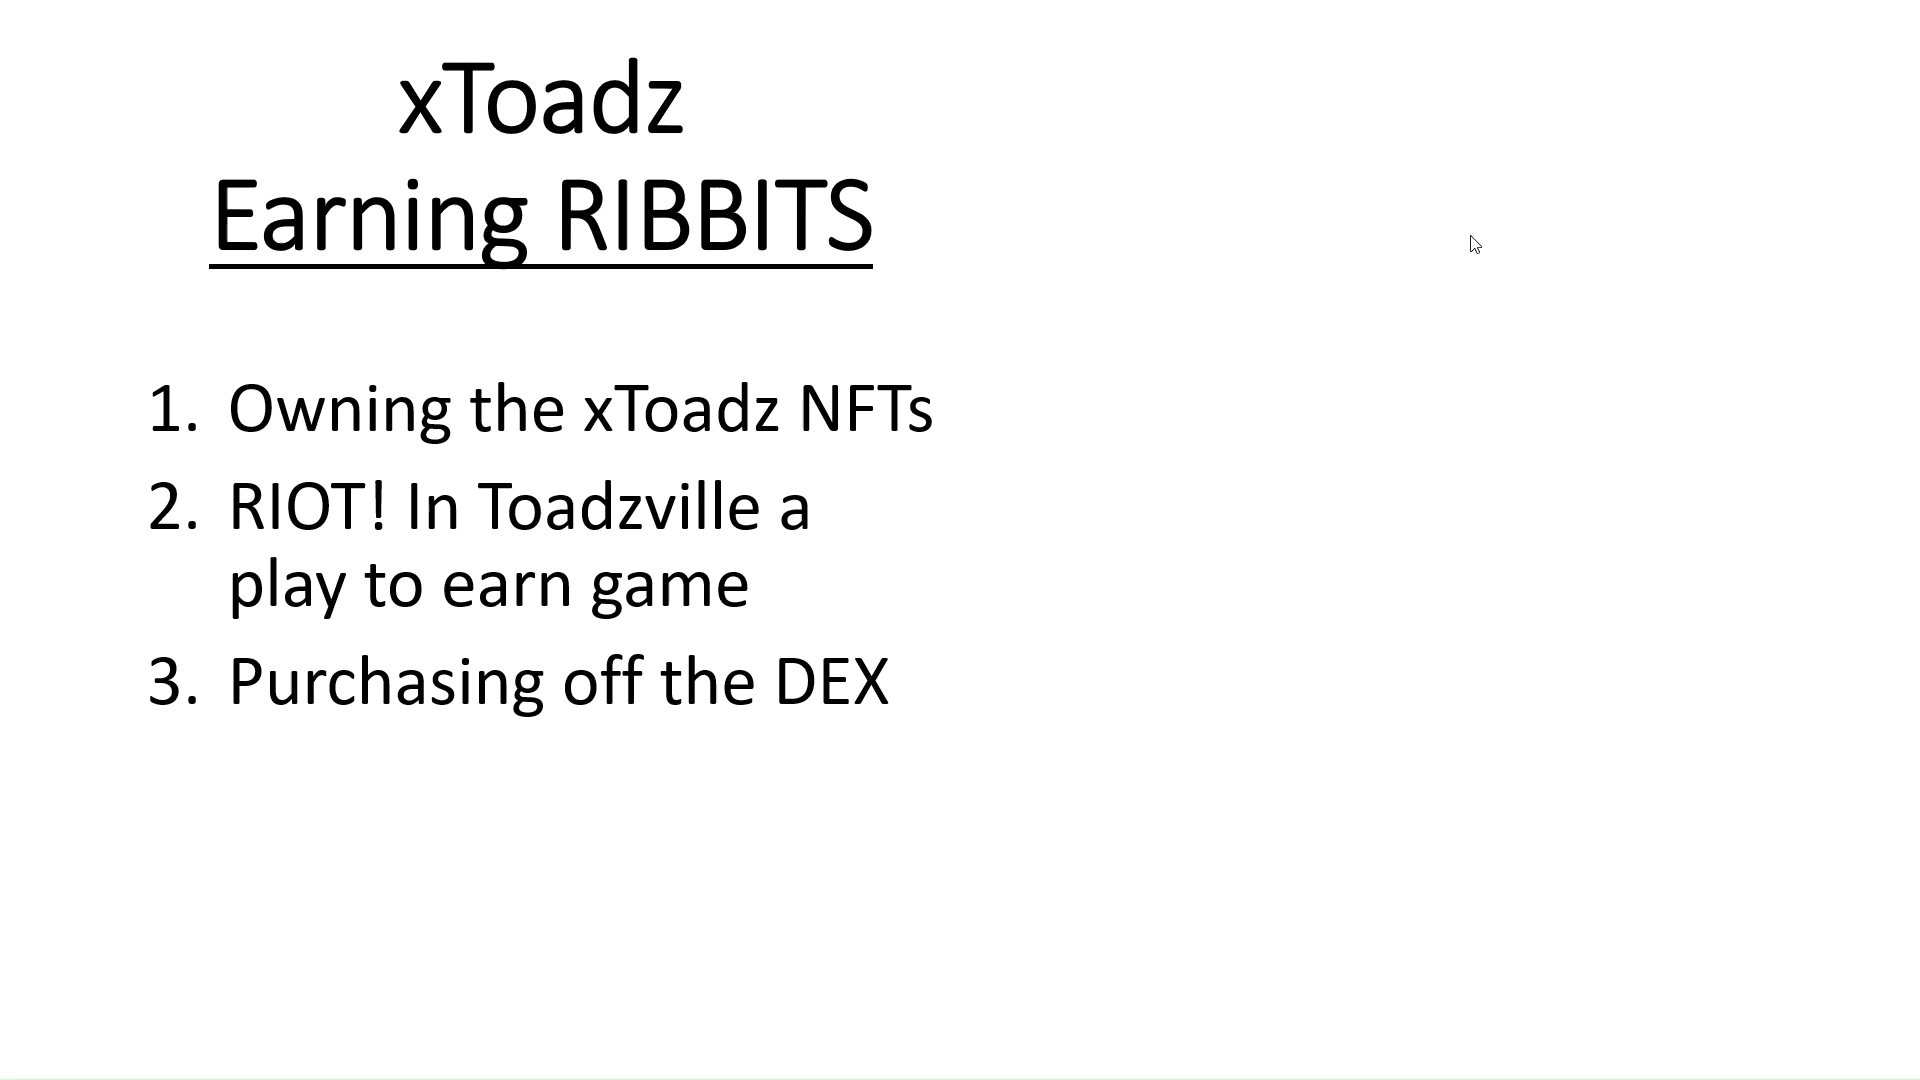 xToadz
Earning RIBBITS
1. Owning the xToadz NFTs
2. RIOT! In Toadzville a
play to earn game
3. Purchasing off the DEX